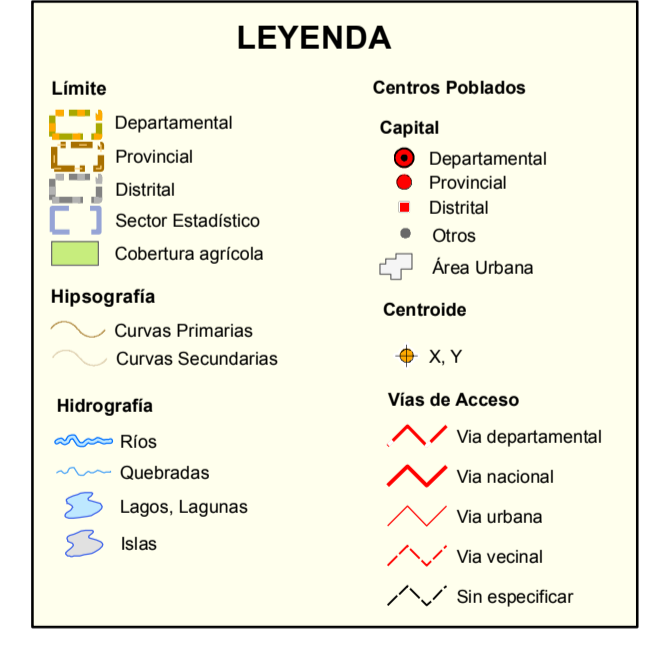 LEYENDA
Límite
Departamental
Provincial
Distrital
Sector Estadístico
Cobertura agrícola
Hipsografía
Curvas Primarias
Curvas Secundarias
Hidrografía
Ríos
Quebradas
Lagos, Lagunas
Islas
Centros Poblados
Capital
Departamental
Provincial
Distrital
Otros
Área Urbana
Centroide
X, Y
Vías de Acceso
Via departamental
Via nacional
Via urbana
Via vecinal
Sin especificar